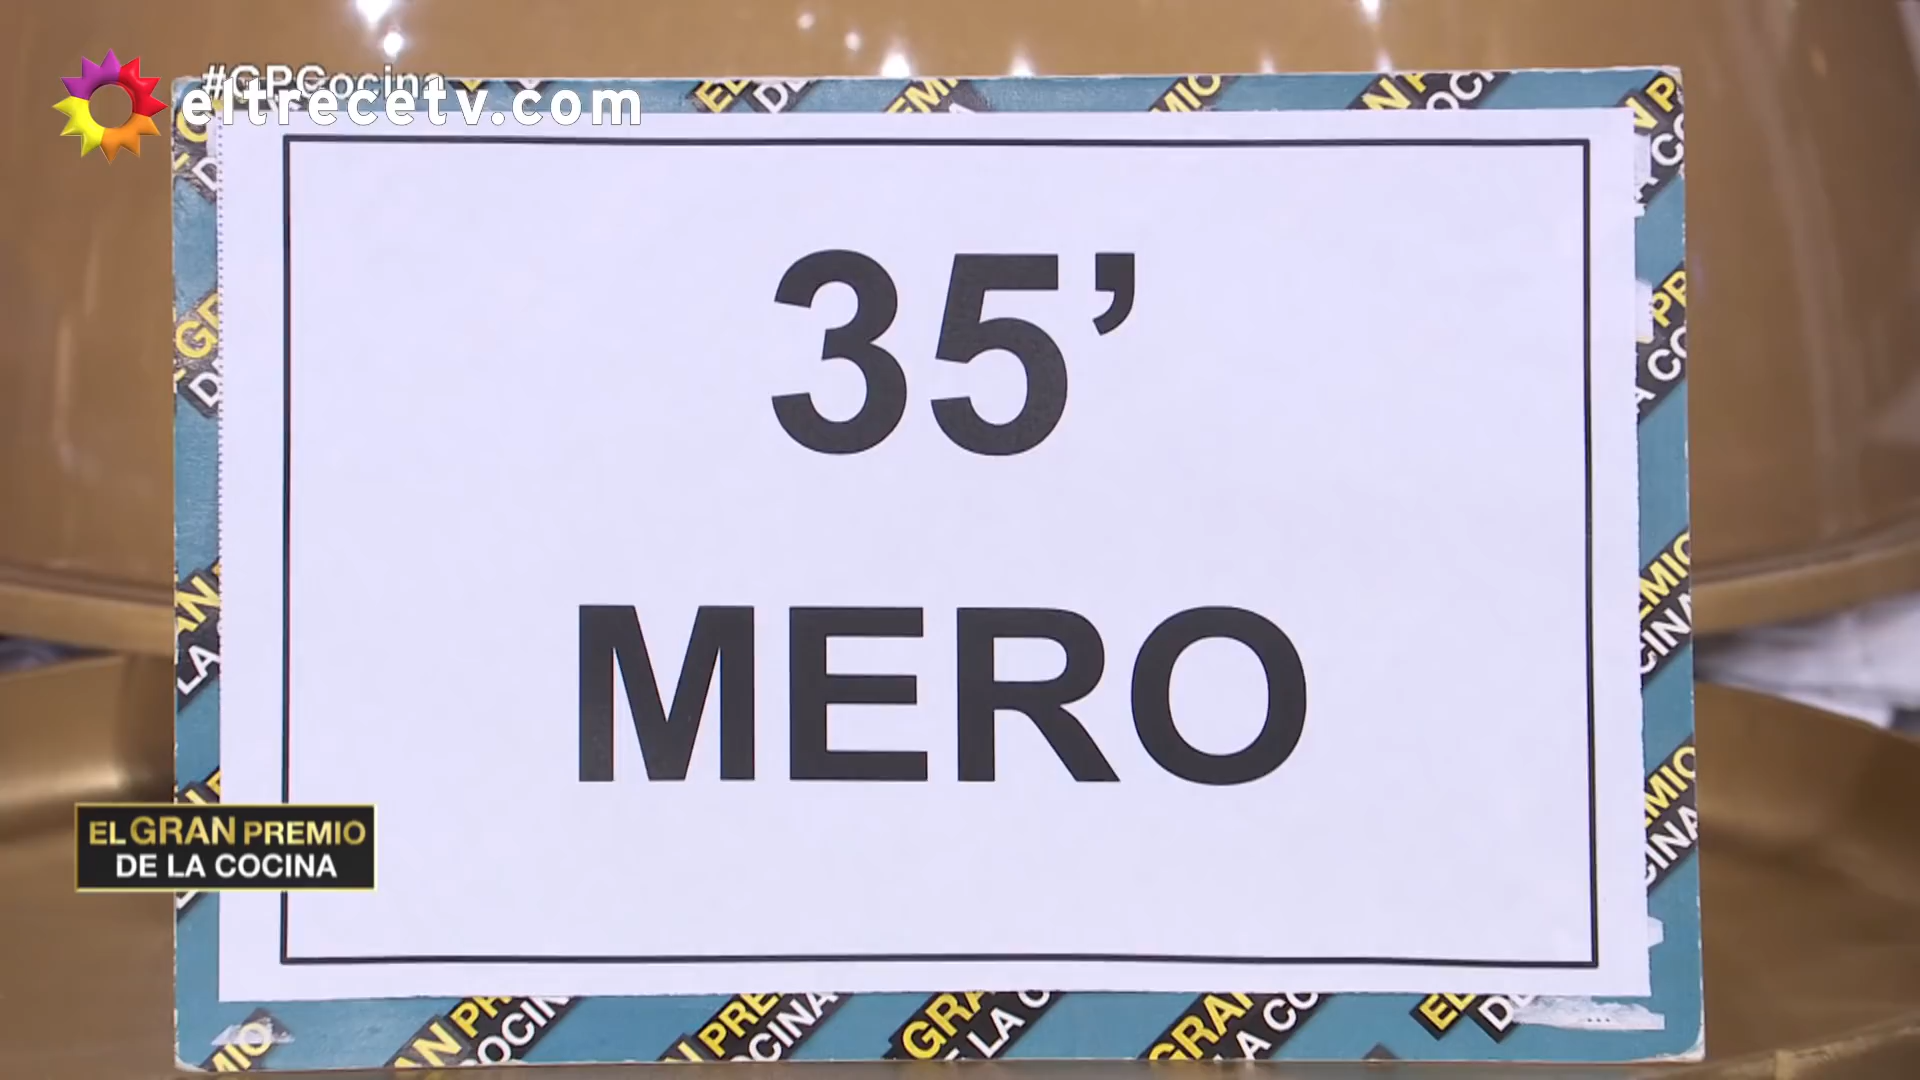 #GPCocina
eltrecetv.com
35’
MERO
EL GRAN PREMIO
DE LA COCINA